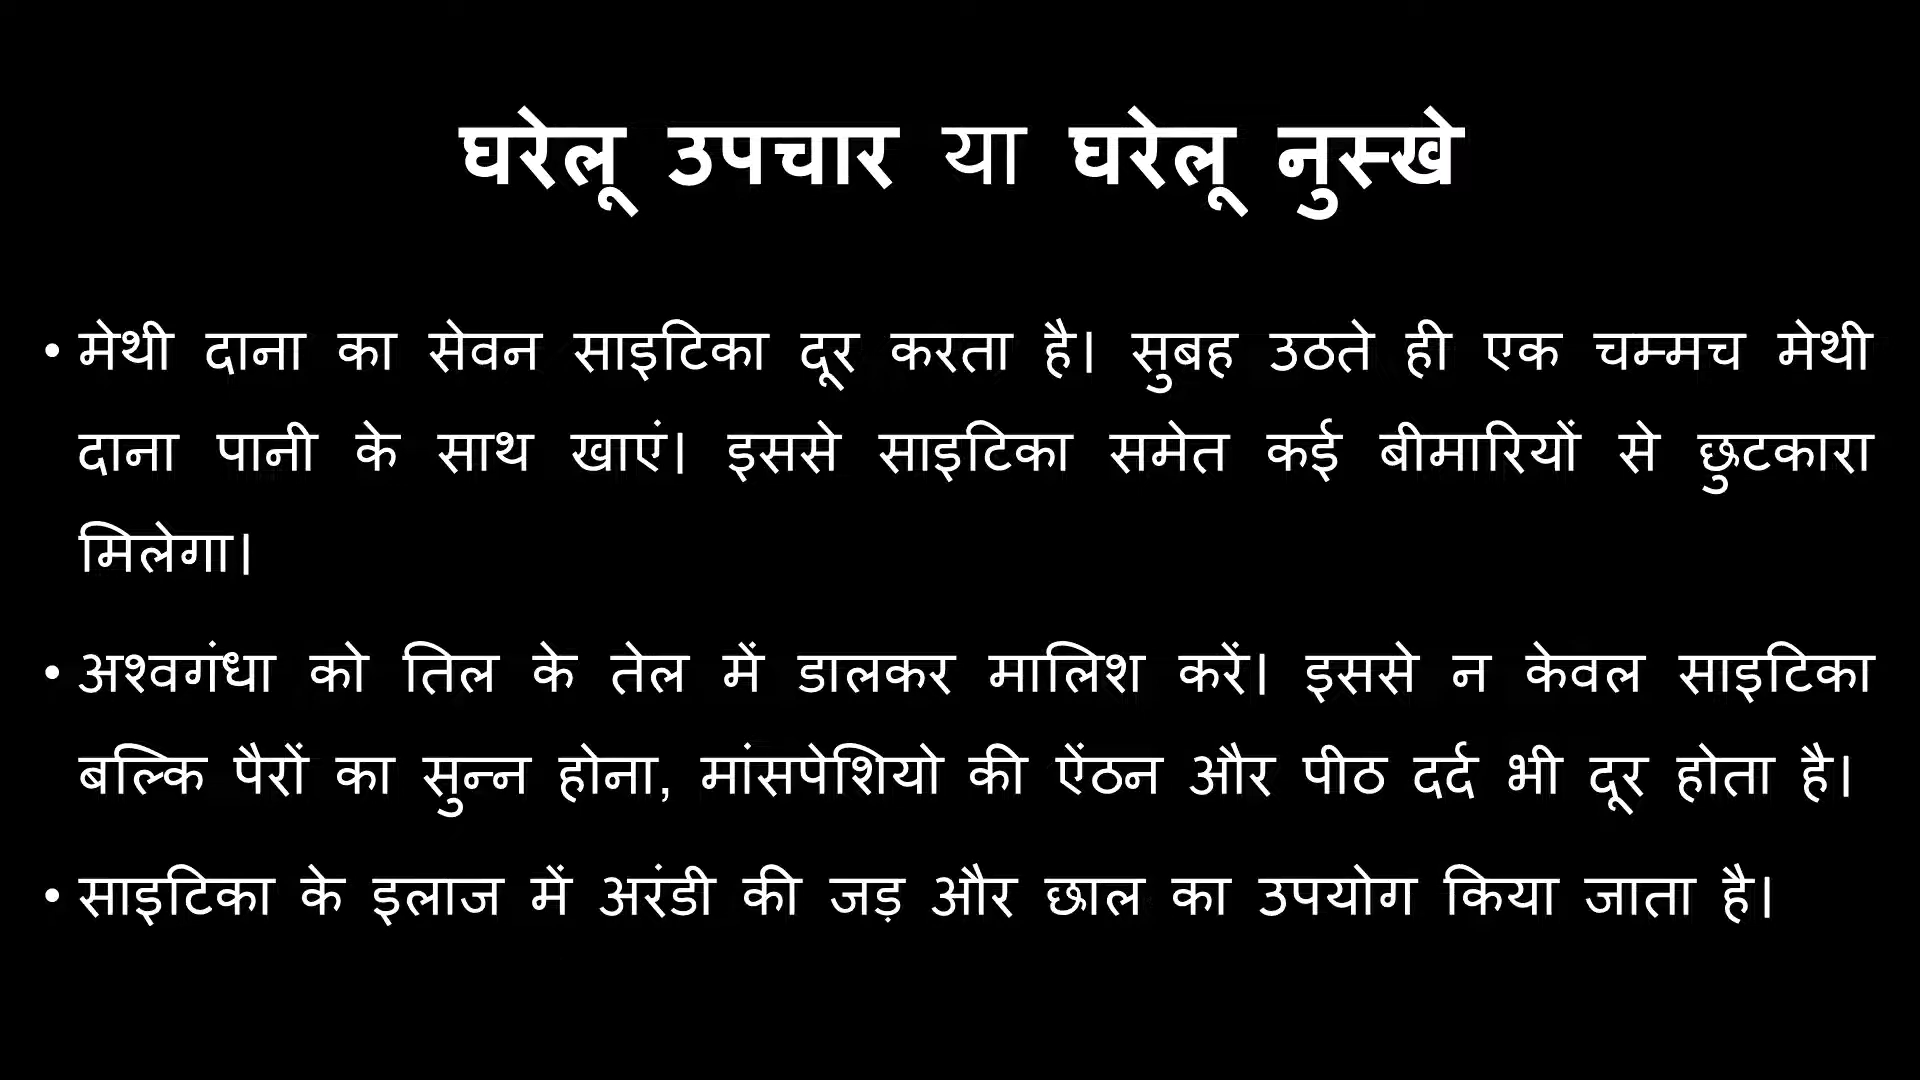 घरेलू उपचार या घरेलू नुस्खे
• मेथी दाना का सेवन साइटिका दूर करता है। सुबह उठते ही एक चम्मच मेथी
दाना पानी के साथ खाएं। इससे साइटिका समेत कई बीमारियों से छुटकारा
मिलेगा।
• अश्वगंधा को तिल के तेल में डालकर मालिश करें। इससे न केवल साइटिका
बल्कि पैरों का सुन्न होना, मांसपेशियो की ऐंठन और पीठ दर्द भी दूर होता है।
• साइटिका के इलाज में अरंडी की जड़ और छाल का उपयोग किया जाता है।